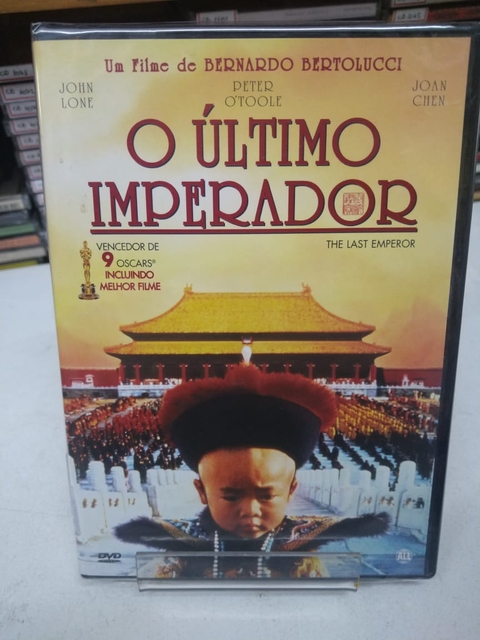 Um Filme de BERNARDO BERTOLUCCI
JOHN LONE
PETER O'TOOLE
JOAN CHEN
O ÚLTIMO
IMPERADOR
THE LAST EMPEROR
VENCEDOR DE
9 OSCARS®
INCLUINDO
MELHOR FILME
DVD
ALL